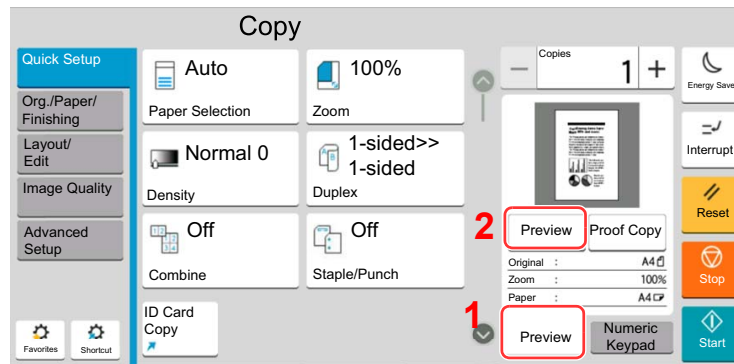 Copy
Quick Setup
Org./Paper/
Finishing
Layout/
Edit
Image Quality
Advanced
Setup
Favorites
Shortcut
Auto
Paper Selection
100%
Zoom
Normal 0
Density
1-sided>>
1-sided
Duplex
Off
Combine
Off
Staple/Punch
ID Card
Copy
Copies
1
2
Preview
Proof Copy
Original : A4
Zoom : 100%
Paper : A4
1
Preview
Numeric
Keypad
Energy Save
Interrupt
Reset
Stop
Start